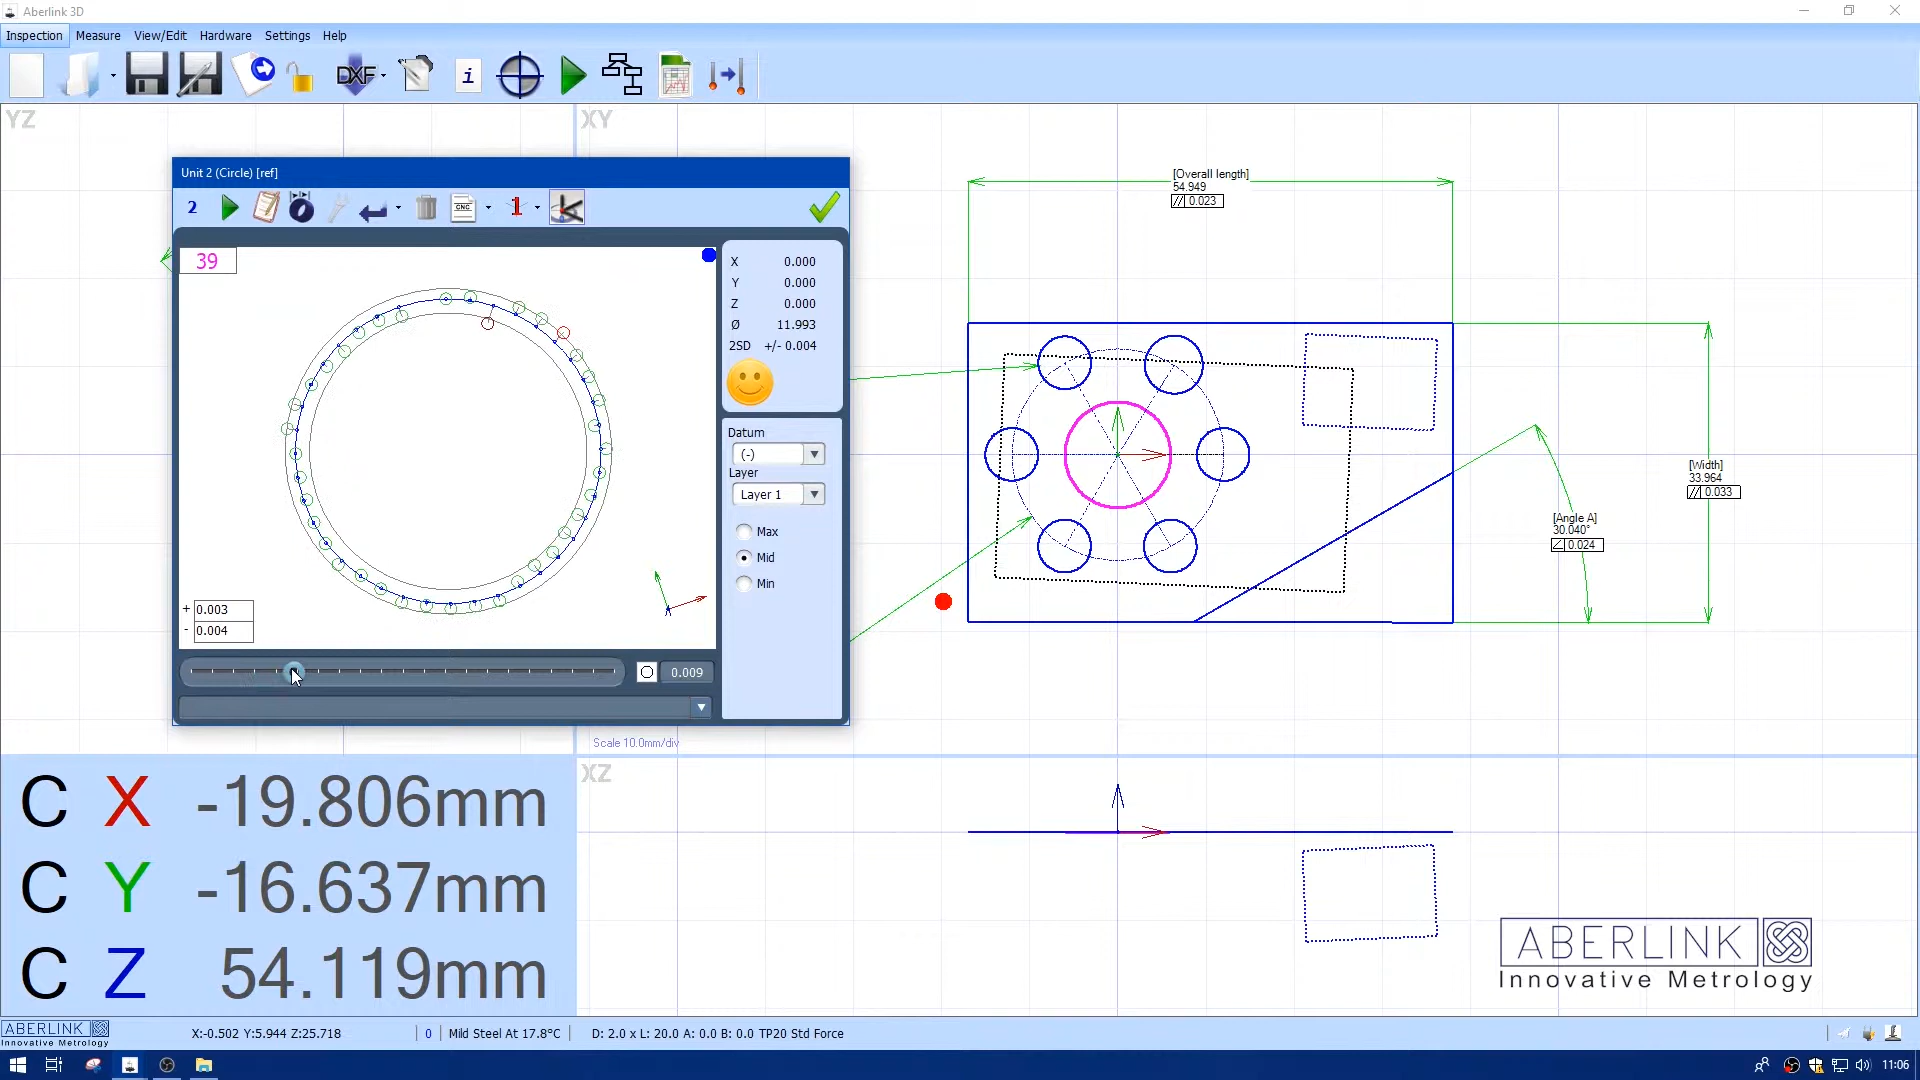 Aberlink 3D
Inspection Measure View/Edit Hardware Settings Help
DXF
i
YZ
XY
Unit 2 (Circle) [ref]
2
CNC
1
39
X 0.000
Y 0.000
Z 0.000
Ø 11.993
2SD +/- 0.004
Datum
(-)
Layer
Layer 1
Max
Mid
Min
+ 0.003
- 0.004
0.009
[Overall length]
54.949
// 0.023
[Width]
33.964
// 0.033
[Angle A]
30.040°
∠ 0.024
Scale 10.0mm/div
XZ
C X -19.806mm
C Y -16.637mm
C Z 54.119mm
ABERLINK
Innovative Metrology
ABERLINK
Innovative Metrology
X:-0.502 Y:5.944 Z:25.718
0
Mild Steel At 17.8°C
D: 2.0 x L: 20.0 A: 0.0 B: 0.0 TP20 Std Force
11:06